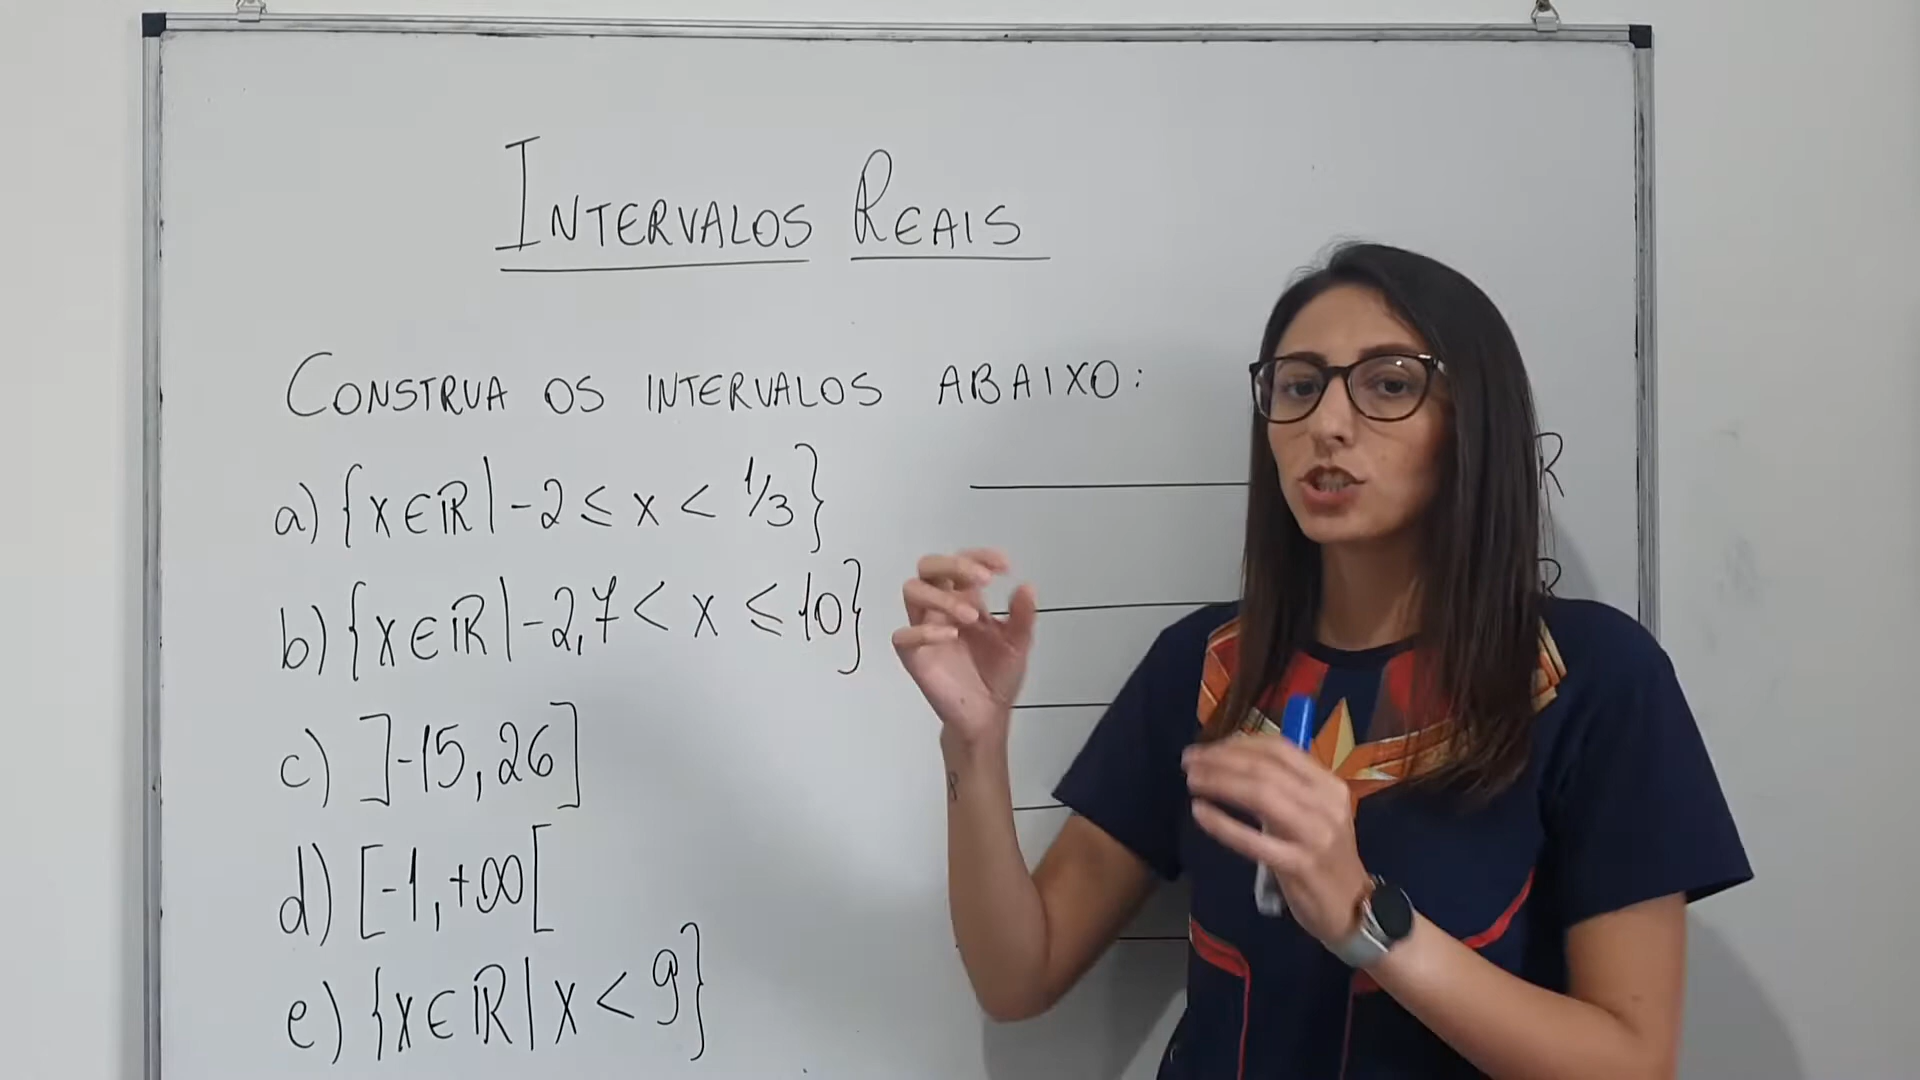 INTERVALOS REAIS
CONSTRUA OS INTERVALOS ABAIXO:
a) {x∈ℝ|-2 ≤ x < 1/3}
R
b) {x∈ℝ|-2,7 < x ≤ 10}
R
c) ]-15, 26]
d) [-1, +∞[
e) {x∈ℝ|x < 9}